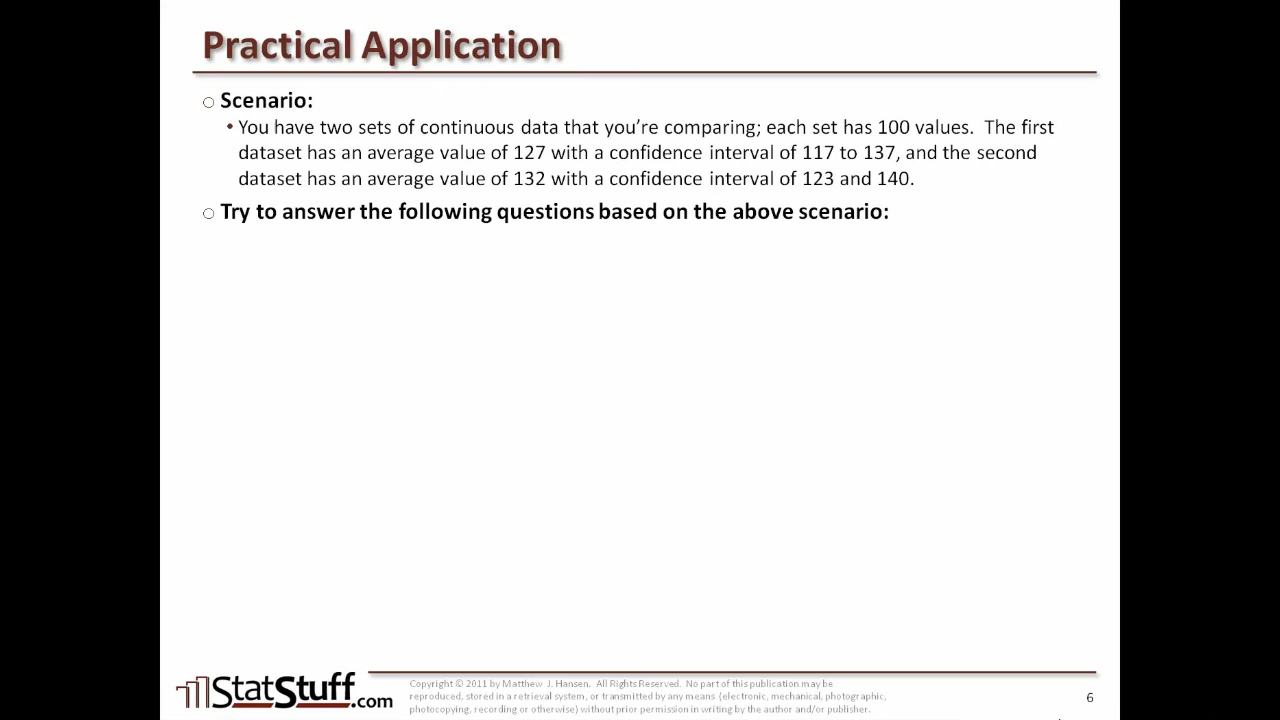 Practical Application
Scenario:
You have two sets of continuous data that you’re comparing; each set has 100 values. The first
dataset has an average value of 127 with a confidence interval of 117 to 137, and the second
dataset has an average value of 132 with a confidence interval of 123 and 140.
Try to answer the following questions based on the above scenario:
StatStuff.com
Copyright © 2011 by Matthew J. Hansen. All Rights Reserved. No part of this publication may be
reproduced, stored in a retrieval system, or transmitted by any means (electronic, mechanical, photographic,
photocopying, recording or otherwise) without prior permission in writing by the author and/or publisher.
6